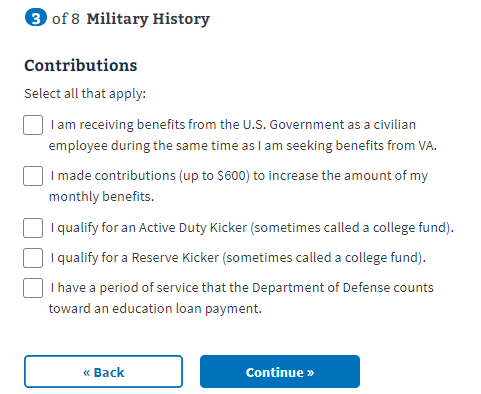 3 of 8 Military History
Contributions
Select all that apply:
I am receiving benefits from the U.S. Government as a civilian
employee during the same time as I am seeking benefits from VA.
I made contributions (up to $600) to increase the amount of my
monthly benefits.
I qualify for an Active Duty Kicker (sometimes called a college fund).
I qualify for a Reserve Kicker (sometimes called a college fund).
I have a period of service that the Department of Defense counts
toward an education loan payment.
« Back
Continue »